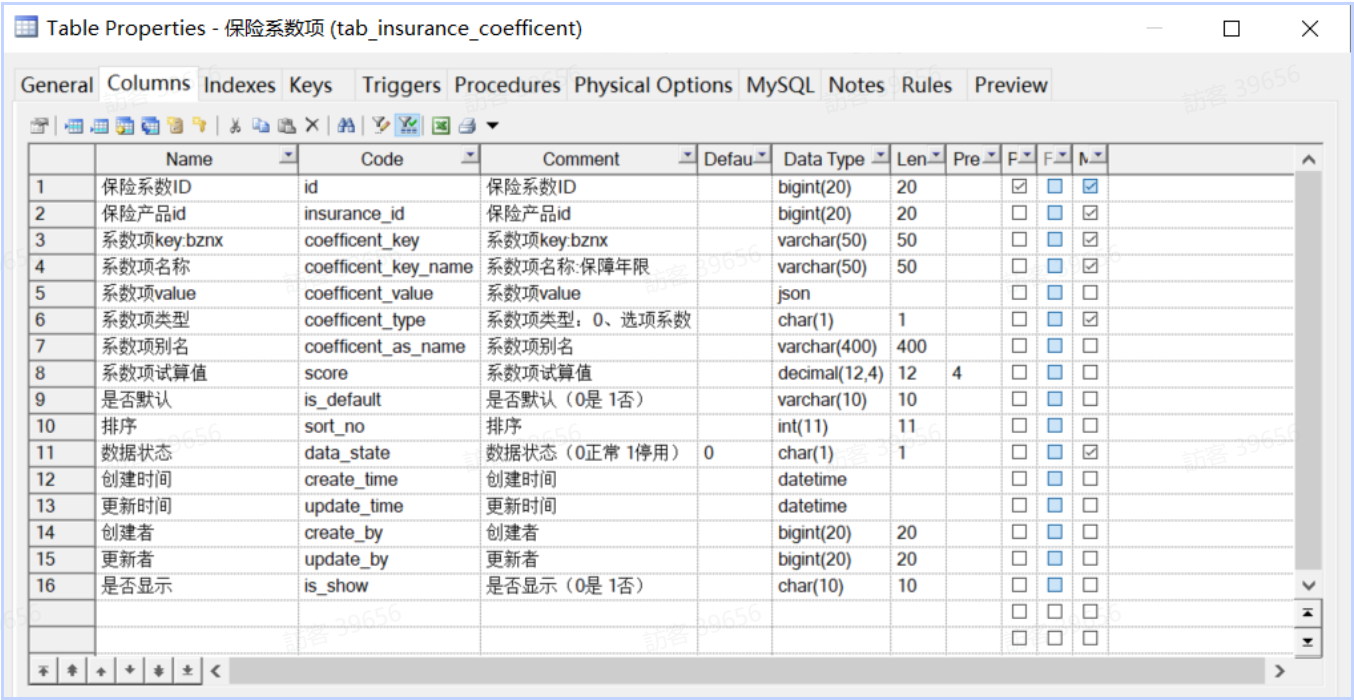 Table Properties - 保险系数项 (tab_insurance_coefficent)
General Columns Indexes Keys Triggers Procedures Physical Options MySQL Notes Rules Preview
Name Code Comment Defau Data Type Len Pre F F M
1 保险系数ID id 保险系数ID bigint(20) 20
2 保险产品id insurance_id 保险产品id bigint(20) 20
3 系数项key:bznx coefficent_key 系数项key:bznx varchar(50) 50
4 系数项名称 coefficent_key_name 系数项名称:保障年限 varchar(50) 50
5 系数项value coefficent_value 系数项value json
6 系数项类型 coefficent_type 系数项类型：0、选项系数 char(1) 1
7 系数项别名 coefficent_as_name 系数项别名 varchar(400) 400
8 系数项试算值 score 系数项试算值 decimal(12,4) 12 4
9 是否默认 is_default 是否默认（0是 1否） varchar(10) 10
10 排序 sort_no 排序 int(11) 11
11 数据状态 data_state 数据状态（0正常 1停用） 0 char(1) 1
12 创建时间 create_time 创建时间 datetime
13 更新时间 update_time 更新时间 datetime
14 创建者 create_by 创建者 bigint(20) 20
15 更新者 update_by 更新者 bigint(20) 20
16 是否显示 is_show 是否显示（0是 1否） char(10) 10
訪客 39656